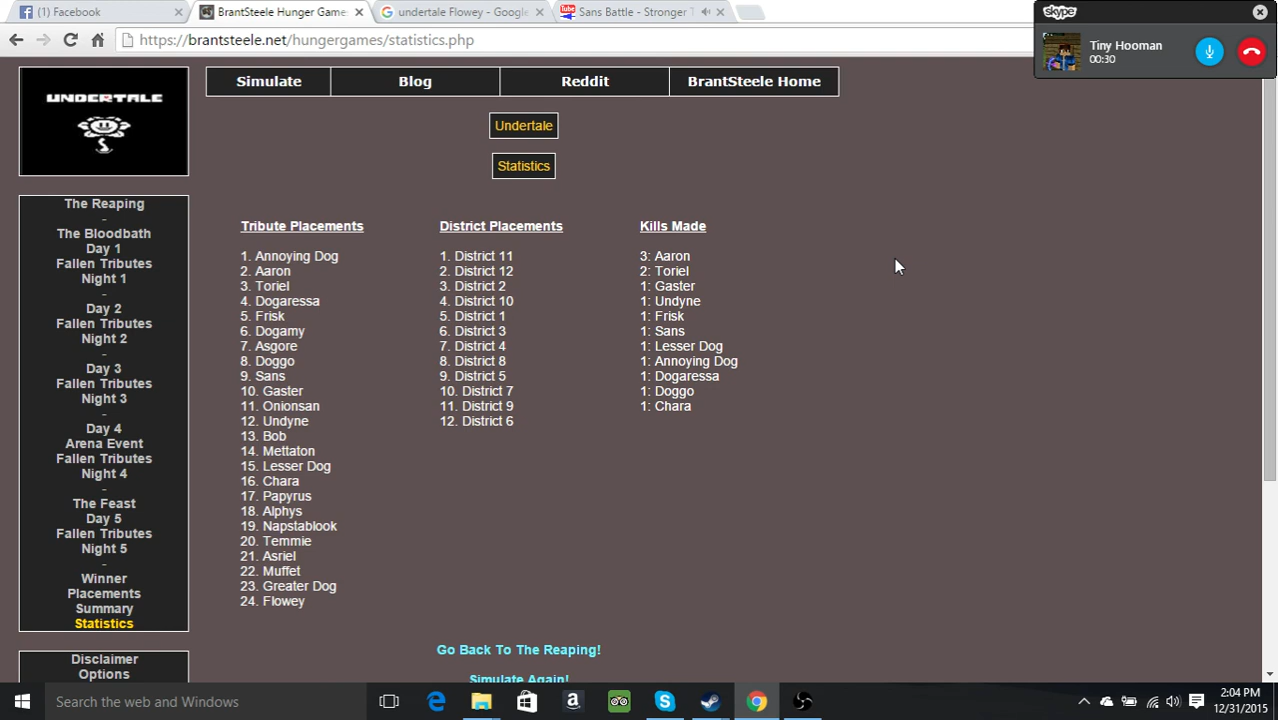 (1) Facebook
BrantSteele Hunger Game
undertale Flowey - Google
You Tube
Sans Battle - Stronger T
skype
Tiny Hooman
00:30
https://brantsteele.net/hungergames/statistics.php
UNDERTALE
Simulate
Blog
Reddit
BrantSteele Home
Undertale
Statistics
The Reaping
-
The Bloodbath
Day 1
Fallen Tributes
Night 1
-
Day 2
Fallen Tributes
Night 2
-
Day 3
Fallen Tributes
Night 3
-
Day 4
Arena Event
Fallen Tributes
Night 4
-
The Feast
Day 5
Fallen Tributes
Night 5
-
Winner
Placements
Summary
Statistics
Disclaimer
Options
Tribute Placements
1. Annoying Dog
2. Aaron
3. Toriel
4. Dogaressa
5. Frisk
6. Dogamy
7. Asgore
8. Doggo
9. Sans
10. Gaster
11. Onionsan
12. Undyne
13. Bob
14. Mettaton
15. Lesser Dog
16. Chara
17. Papyrus
18. Alphys
19. Napstablook
20. Temmie
21. Asriel
22. Muffet
23. Greater Dog
24. Flowey
District Placements
1. District 11
2. District 12
3. District 2
4. District 10
5. District 1
6. District 3
7. District 4
8. District 8
9. District 5
10. District 7
11. District 9
12. District 6
Kills Made
3: Aaron
2: Toriel
1: Gaster
1: Undyne
1: Frisk
1: Sans
1: Lesser Dog
1: Annoying Dog
1: Dogaressa
1: Doggo
1: Chara
Go Back To The Reaping!
Simulate Again!
Search the web and Windows
2:04 PM
12/31/2015